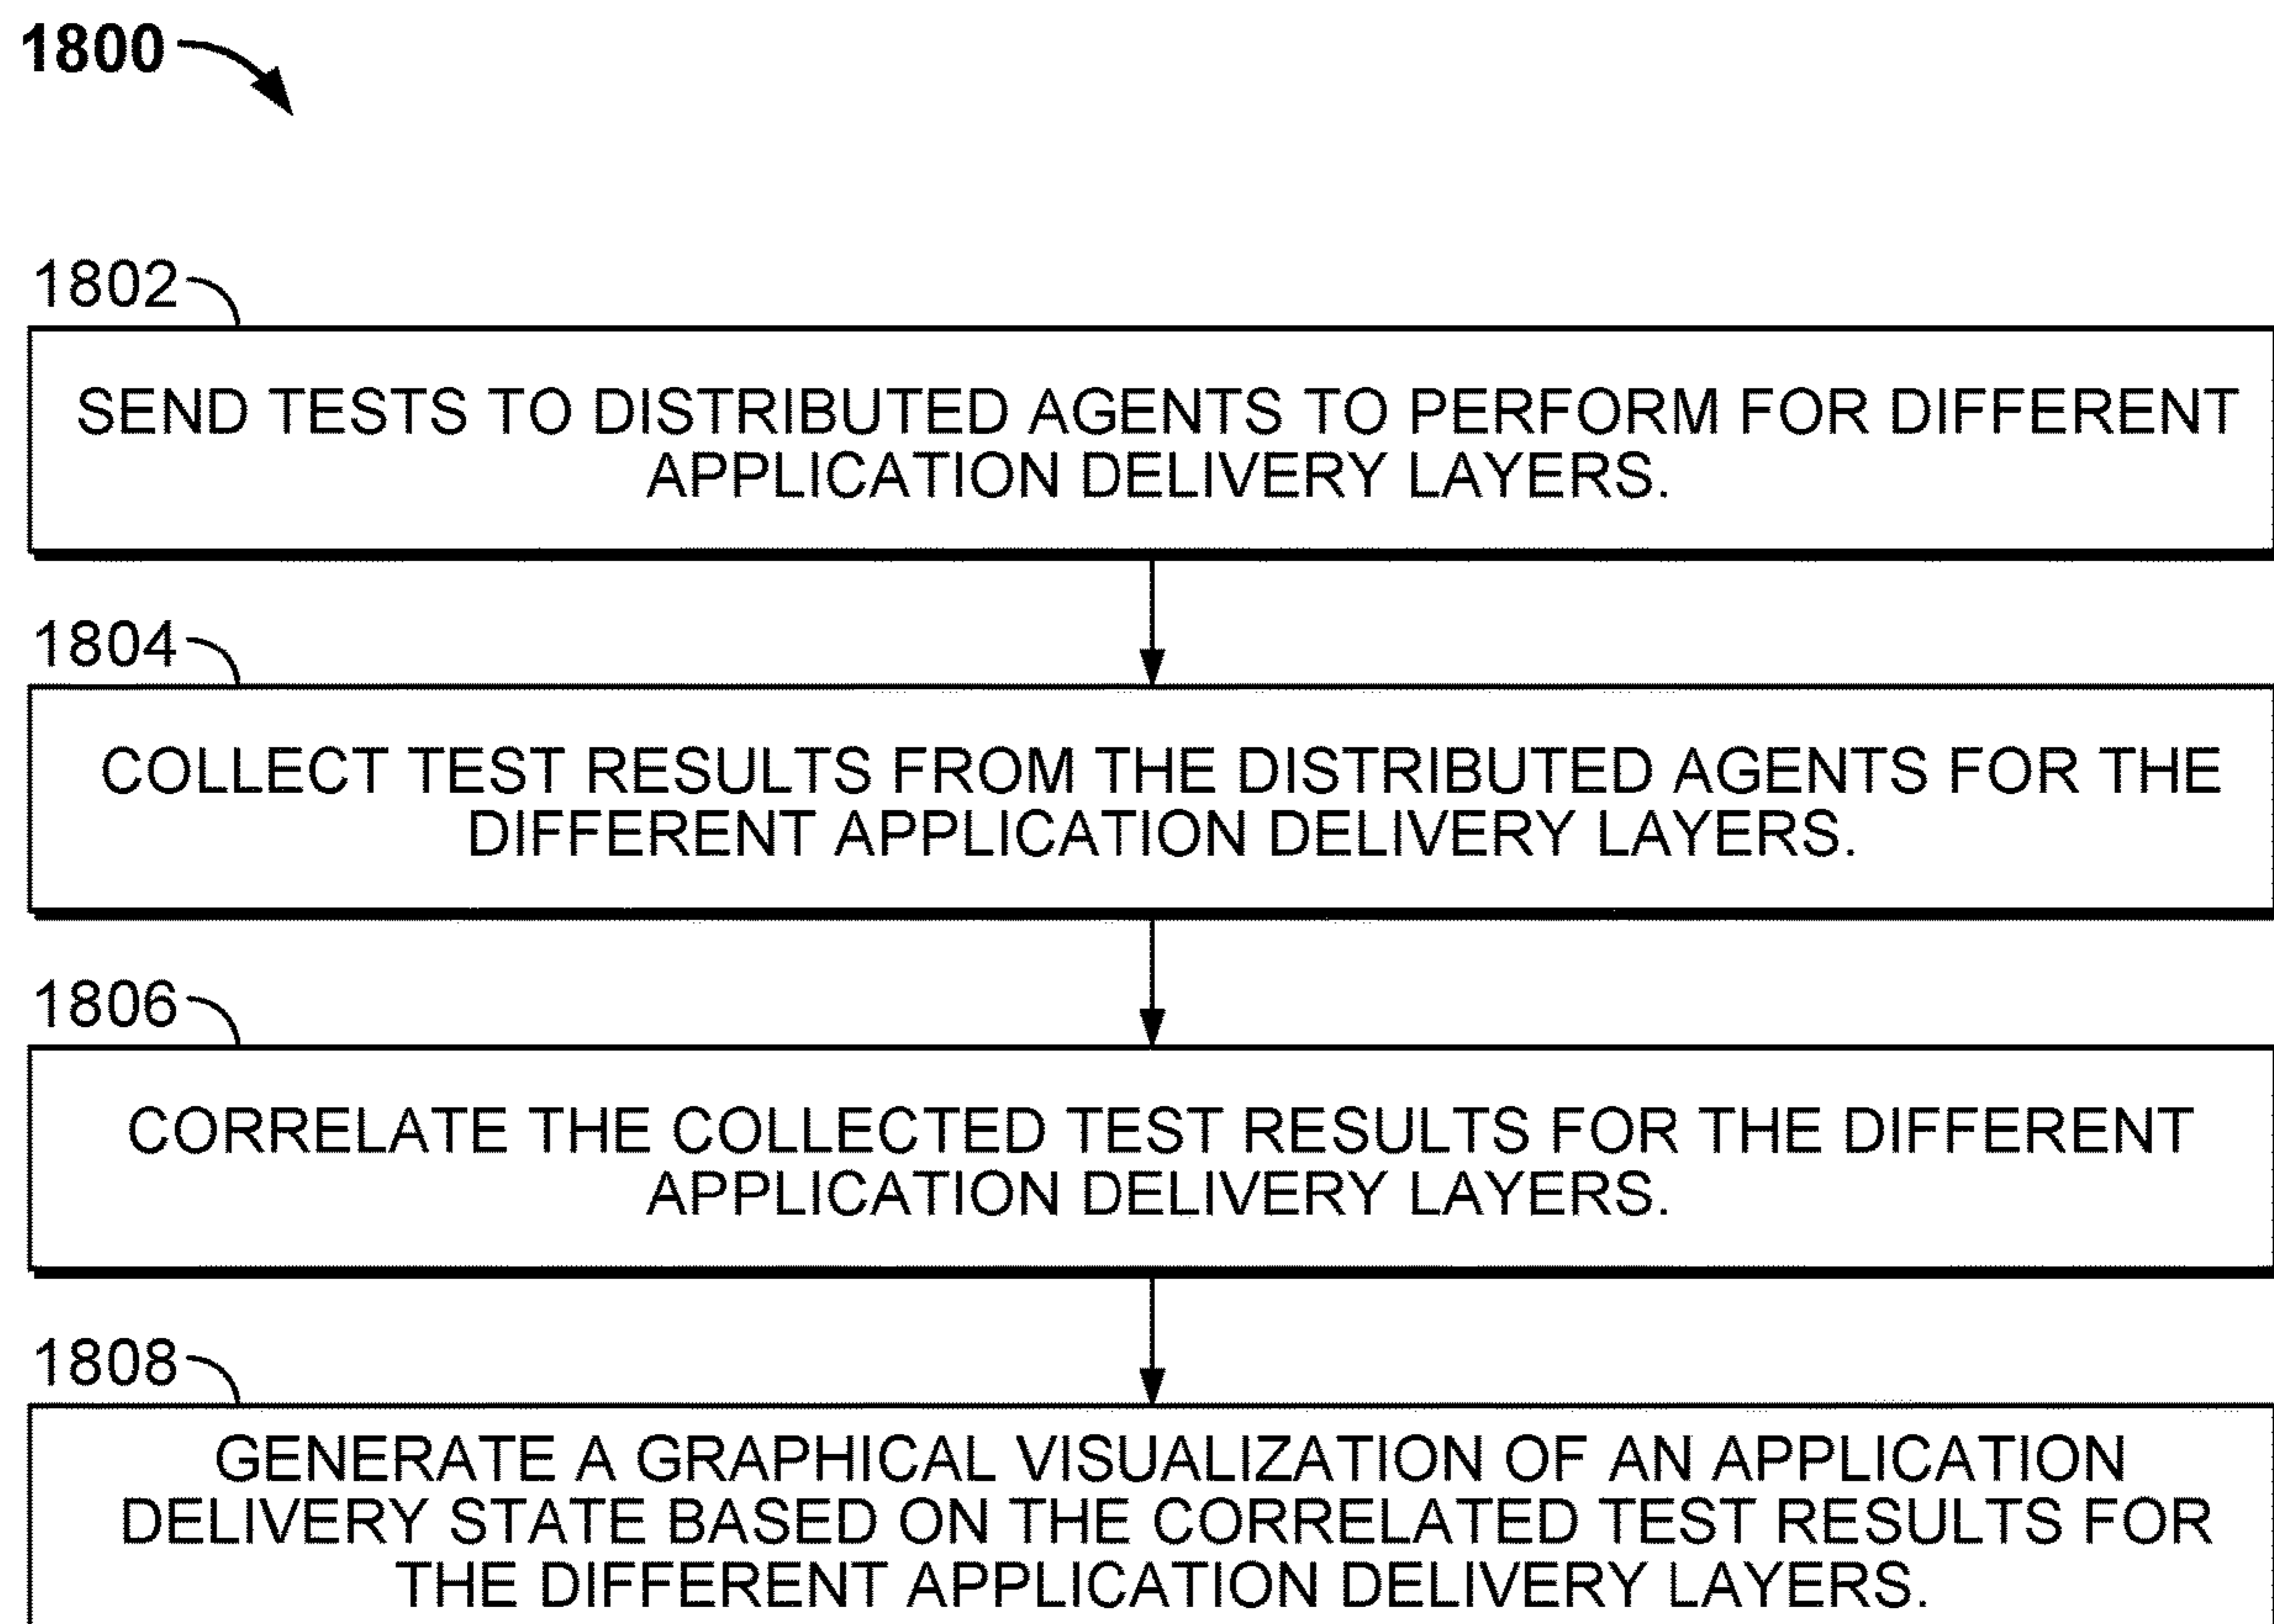 1800
1802
SEND TESTS TO DISTRIBUTED AGENTS TO PERFORM FOR DIFFERENT
APPLICATION DELIVERY LAYERS.
1804
COLLECT TEST RESULTS FROM THE DISTRIBUTED AGENTS FOR THE
DIFFERENT APPLICATION DELIVERY LAYERS.
1806
CORRELATE THE COLLECTED TEST RESULTS FOR THE DIFFERENT
APPLICATION DELIVERY LAYERS.
1808
GENERATE A GRAPHICAL VISUALIZATION OF AN APPLICATION
DELIVERY STATE BASED ON THE CORRELATED TEST RESULTS FOR
THE DIFFERENT APPLICATION DELIVERY LAYERS.